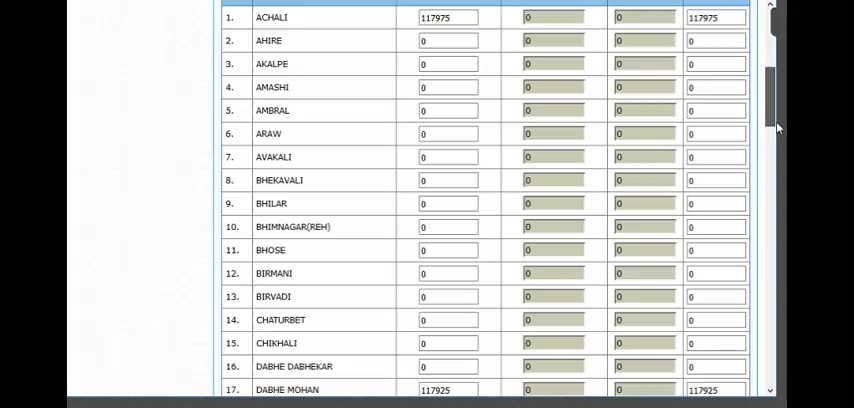 1. ACHALI 117975 0 0 117975
2. AHIRE 0 0 0 0
3. AKALPE 0 0 0 0
4. AMASHI 0 0 0 0
5. AMBRAL 0 0 0 0
6. ARAW 0 0 0 0
7. AVAKALI 0 0 0 0
8. BHEKAVALI 0 0 0 0
9. BHILAR 0 0 0 0
10. BHIMNAGAR(REH) 0 0 0 0
11. BHOSE 0 0 0 0
12. BIRMANI 0 0 0 0
13. BIRVADI 0 0 0 0
14. CHATURBET 0 0 0 0
15. CHIKHALI 0 0 0 0
16. DABHE DABHEKAR 0 0 0 0
17. DABHE MOHAN 117925 0 0 117925